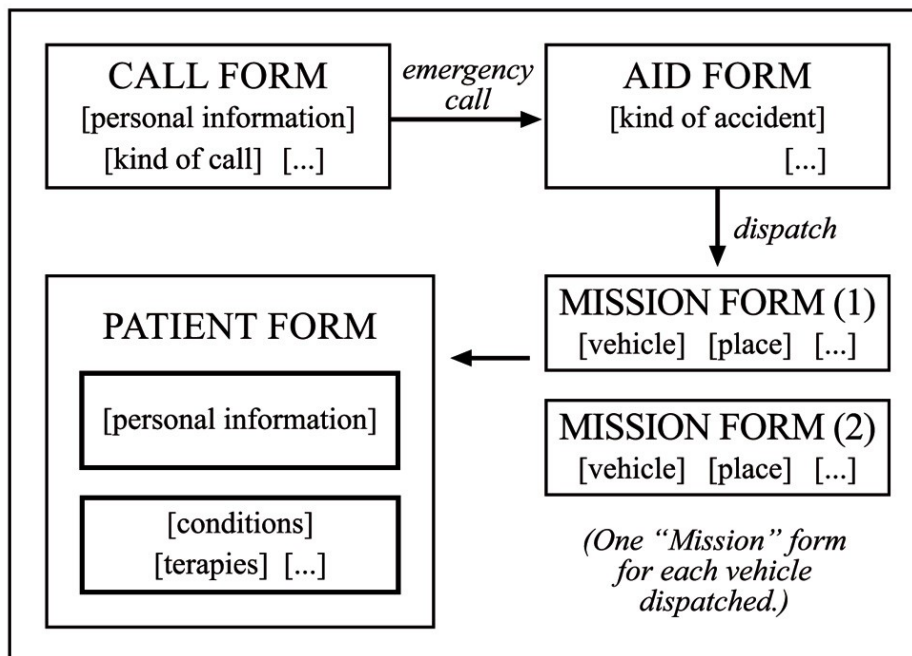 CALL FORM
[personal information]
[kind of call] [...]
emergency
call
AID FORM
[kind of accident]
[...]
dispatch
MISSION FORM (1)
[vehicle] [place] [...]
MISSION FORM (2)
[vehicle] [place] [...]
(One “Mission” form
for each vehicle
dispatched.)
PATIENT FORM
[personal information]
[conditions]
[terapies] [...]